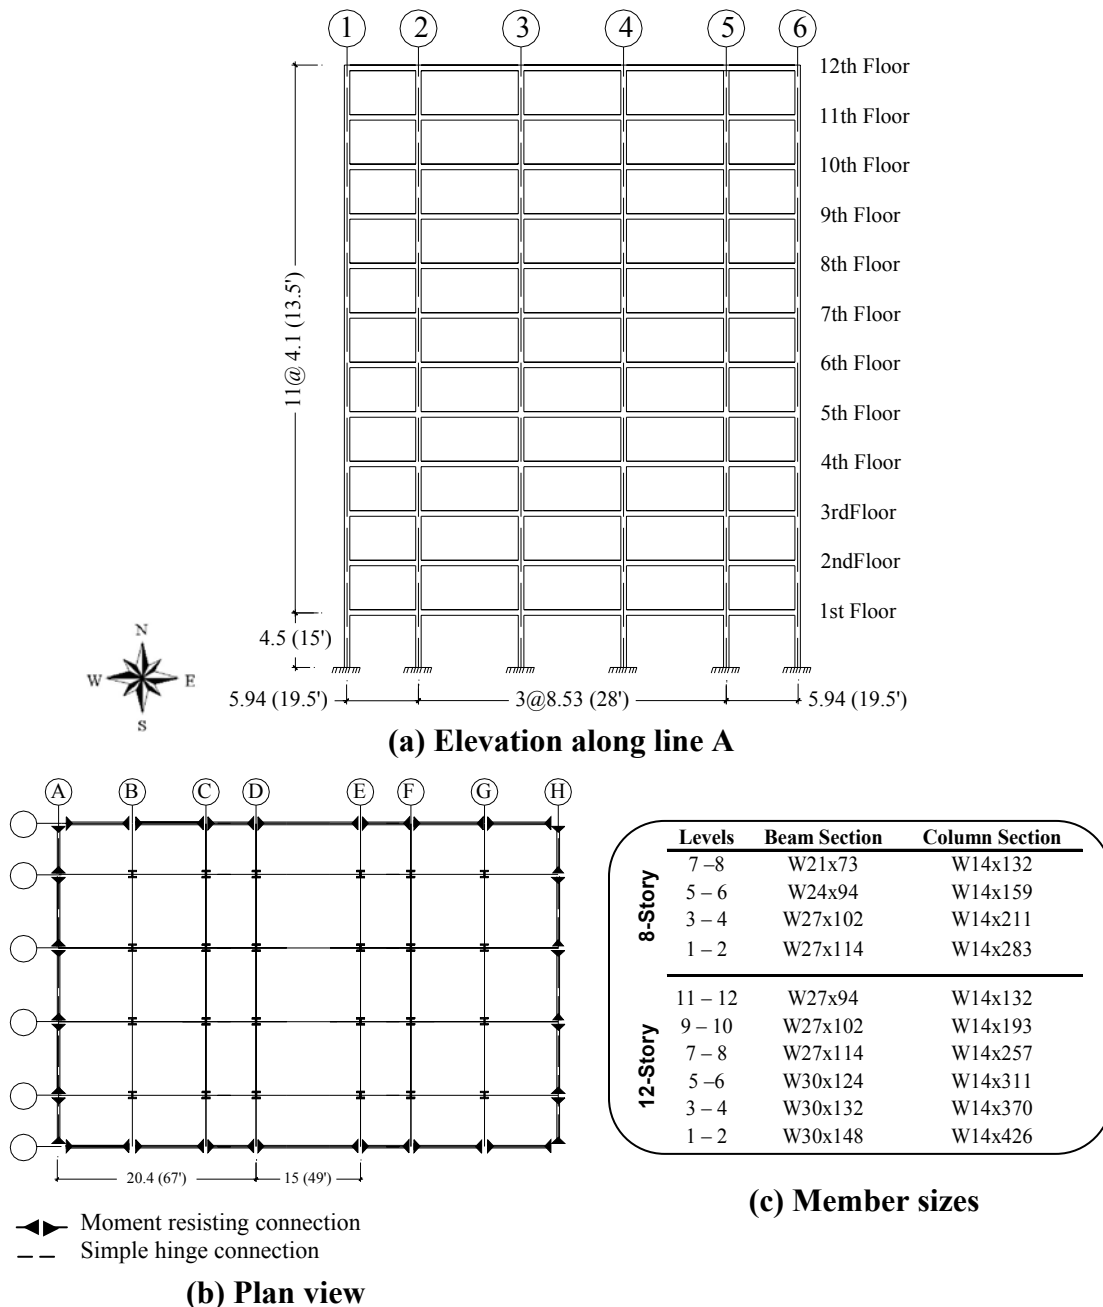 1 2 3 4 5 6
12th Floor
11th Floor
10th Floor
9th Floor
8th Floor
7th Floor
6th Floor
5th Floor
4th Floor
3rdFloor
2ndFloor
1st Floor
11@ 4.1 (13.5')
4.5 (15')
N
W E
S
5.94 (19.5') 3@8.53 (28') 5.94 (19.5')
(a) Elevation along line A
A B C D E F G H
20.4 (67') 15 (49')
Moment resisting connection
Simple hinge connection
(b) Plan view
Levels Beam Section Column Section
8-Story
7 –8 W21x73 W14x132
5 – 6 W24x94 W14x159
3 – 4 W27x102 W14x211
1 – 2 W27x114 W14x283
12-Story
11 – 12 W27x94 W14x132
9 – 10 W27x102 W14x193
7 – 8 W27x114 W14x257
5 –6 W30x124 W14x311
3 – 4 W30x132 W14x370
1 – 2 W30x148 W14x426
(c) Member sizes